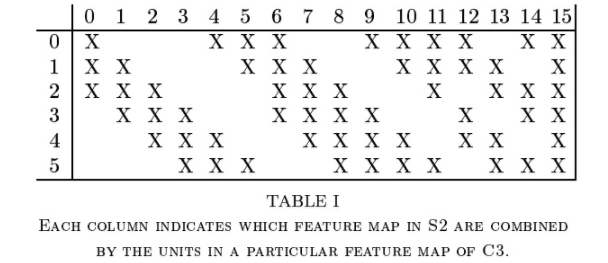 0 1 2 3 4 5 6 7 8 9 10 11 12 13 14 15
0 X X X X X X X X X X
1 X X X X X X X X X X
2 X X X X X X X X X X
3 X X X X X X X X X X
4 X X X X X X X X X X
5 X X X X X X X X X X
TABLE I
Each column indicates which feature map in S2 are combined
by the units in a particular feature map of C3.